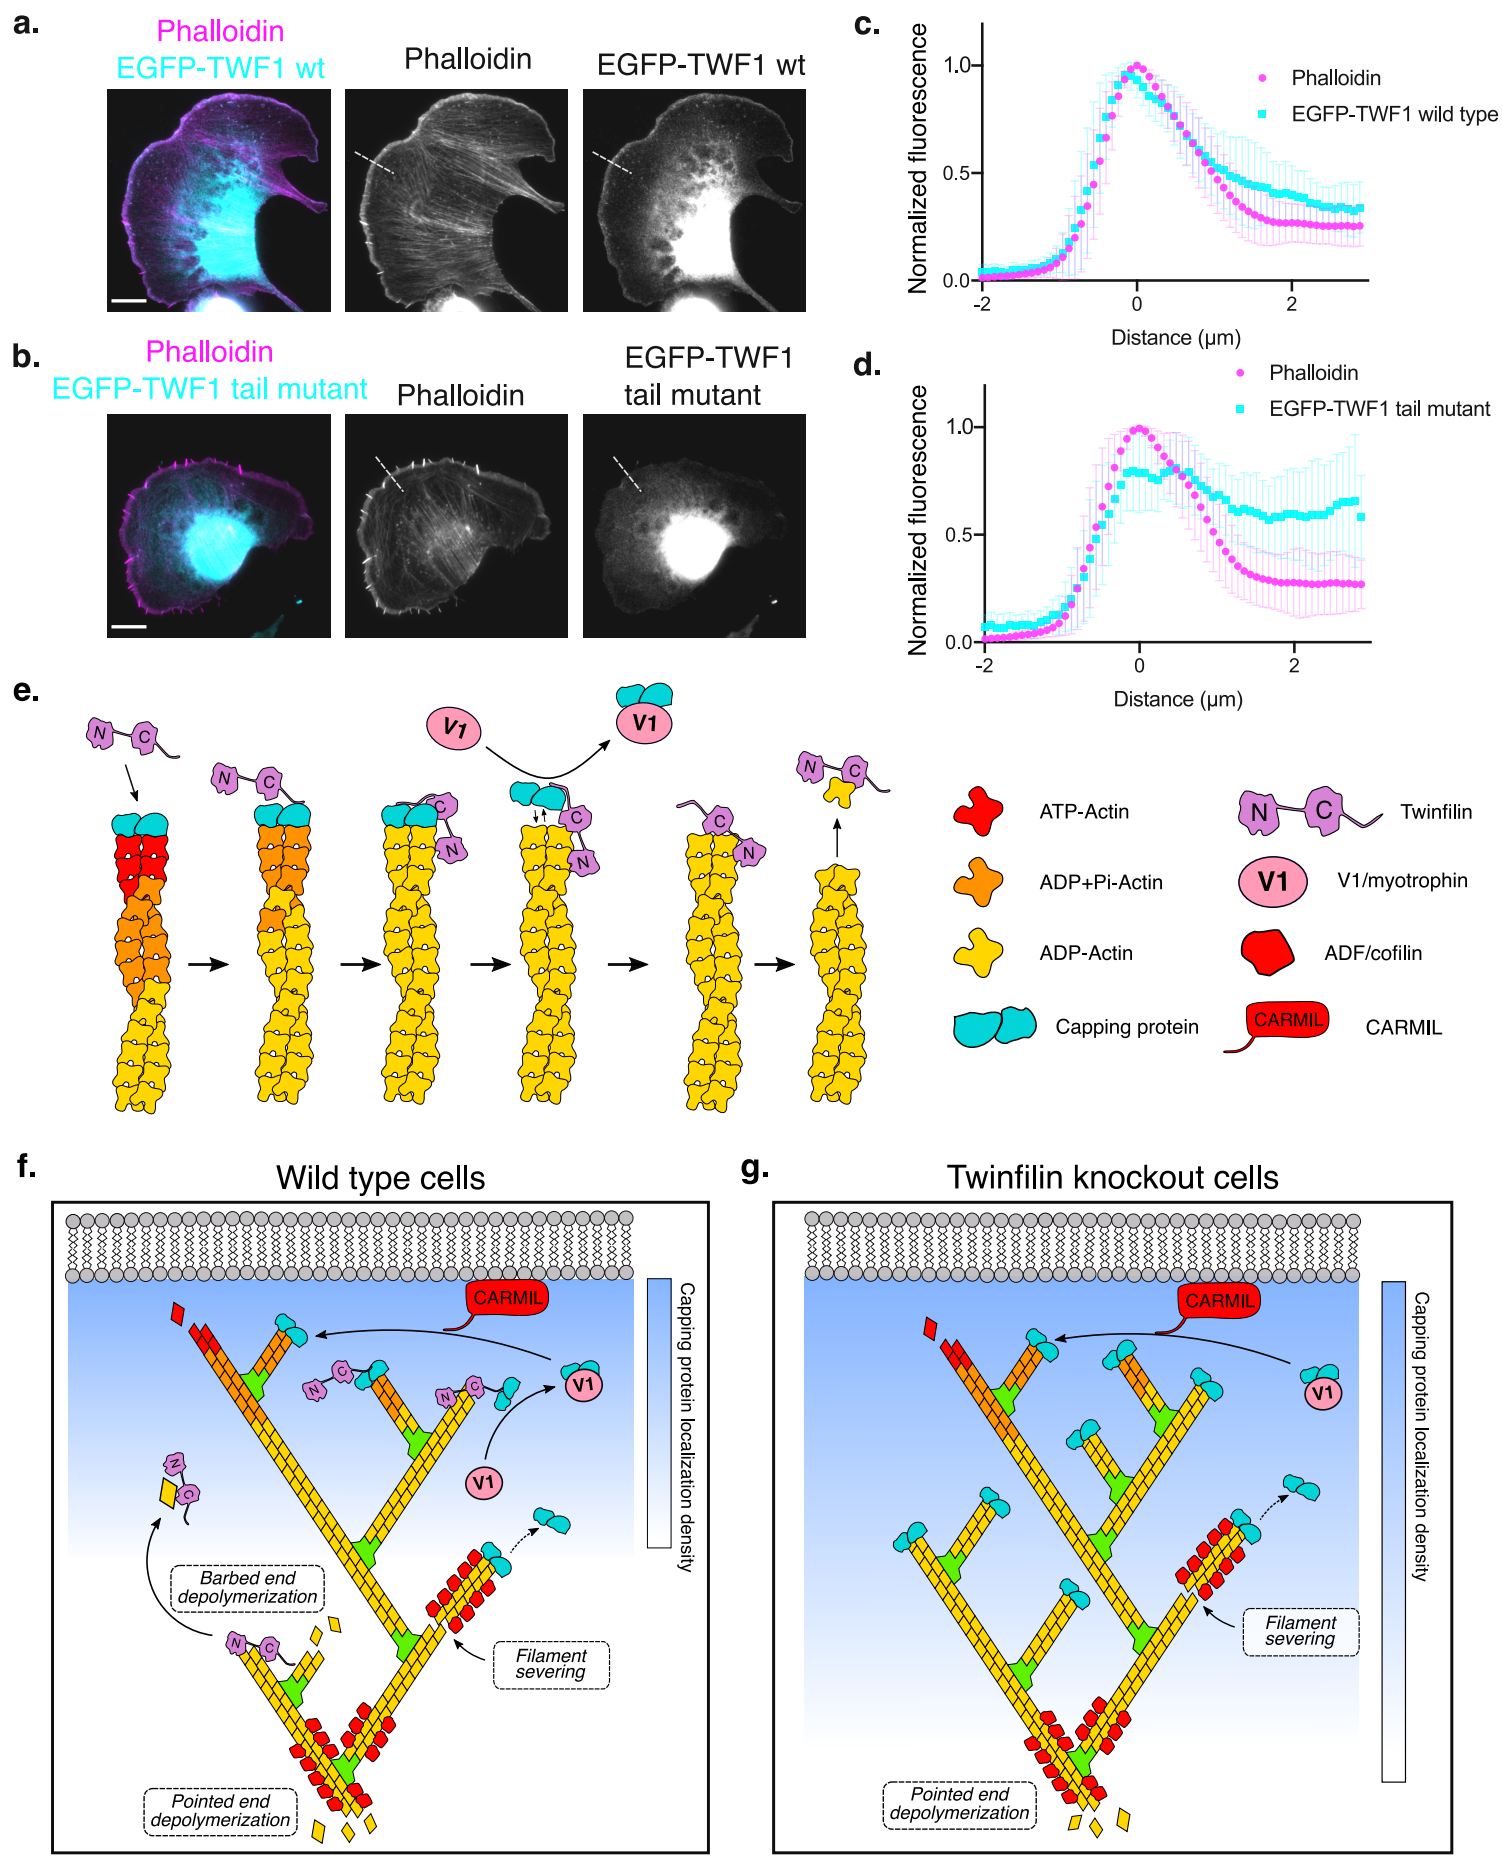 a.
Phalloidin
EGFP-TWF1 wt
Phalloidin
EGFP-TWF1 wt
c.
Normalized fluorescence
1.0
0.5
0.0
-2
0
2
Distance (µm)
Phalloidin
EGFP-TWF1 wild type
b.
Phalloidin
EGFP-TWF1 tail mutant
Phalloidin
EGFP-TWF1
tail mutant
d.
Normalized fluorescence
1.0
0.5
0.0
-2
0
2
Distance (µm)
Phalloidin
EGFP-TWF1 tail mutant
e.
N
C
N
C
C
N
V1
V1
C
N
C
N
N
C
ATP-Actin
ADP+Pi-Actin
ADP-Actin
Capping protein
N
C
Twinfilin
V1
V1/myotrophin
ADF/cofilin
CARMIL
CARMIL
f.
Wild type cells
CARMIL
N
C
N
C
V1
V1
N
C
Barbed end
depolymerization
N
C
Filament
severing
Pointed end
depolymerization
Capping protein localization density
g.
Twinfilin knockout cells
CARMIL
V1
Filament
severing
Pointed end
depolymerization
Capping protein localization density